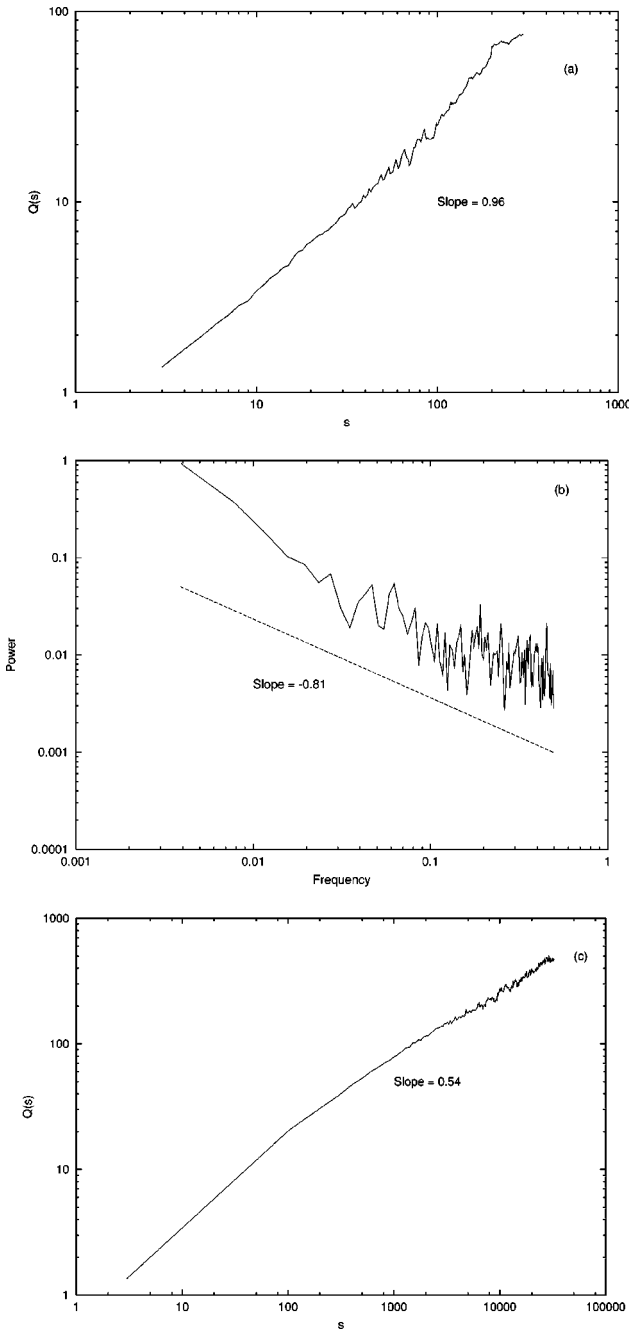 100
(a)
Q(s)
10
Slope = 0.96
1
1 10 100 1000
s
1
(b)
0.1
Power
0.01
Slope = -0.81
0.001
0.0001
0.001 0.01 0.1 1
Frequency
1000
(c)
100
Q(s)
Slope = 0.54
10
1
1 10 100 1000 10000 100000
s